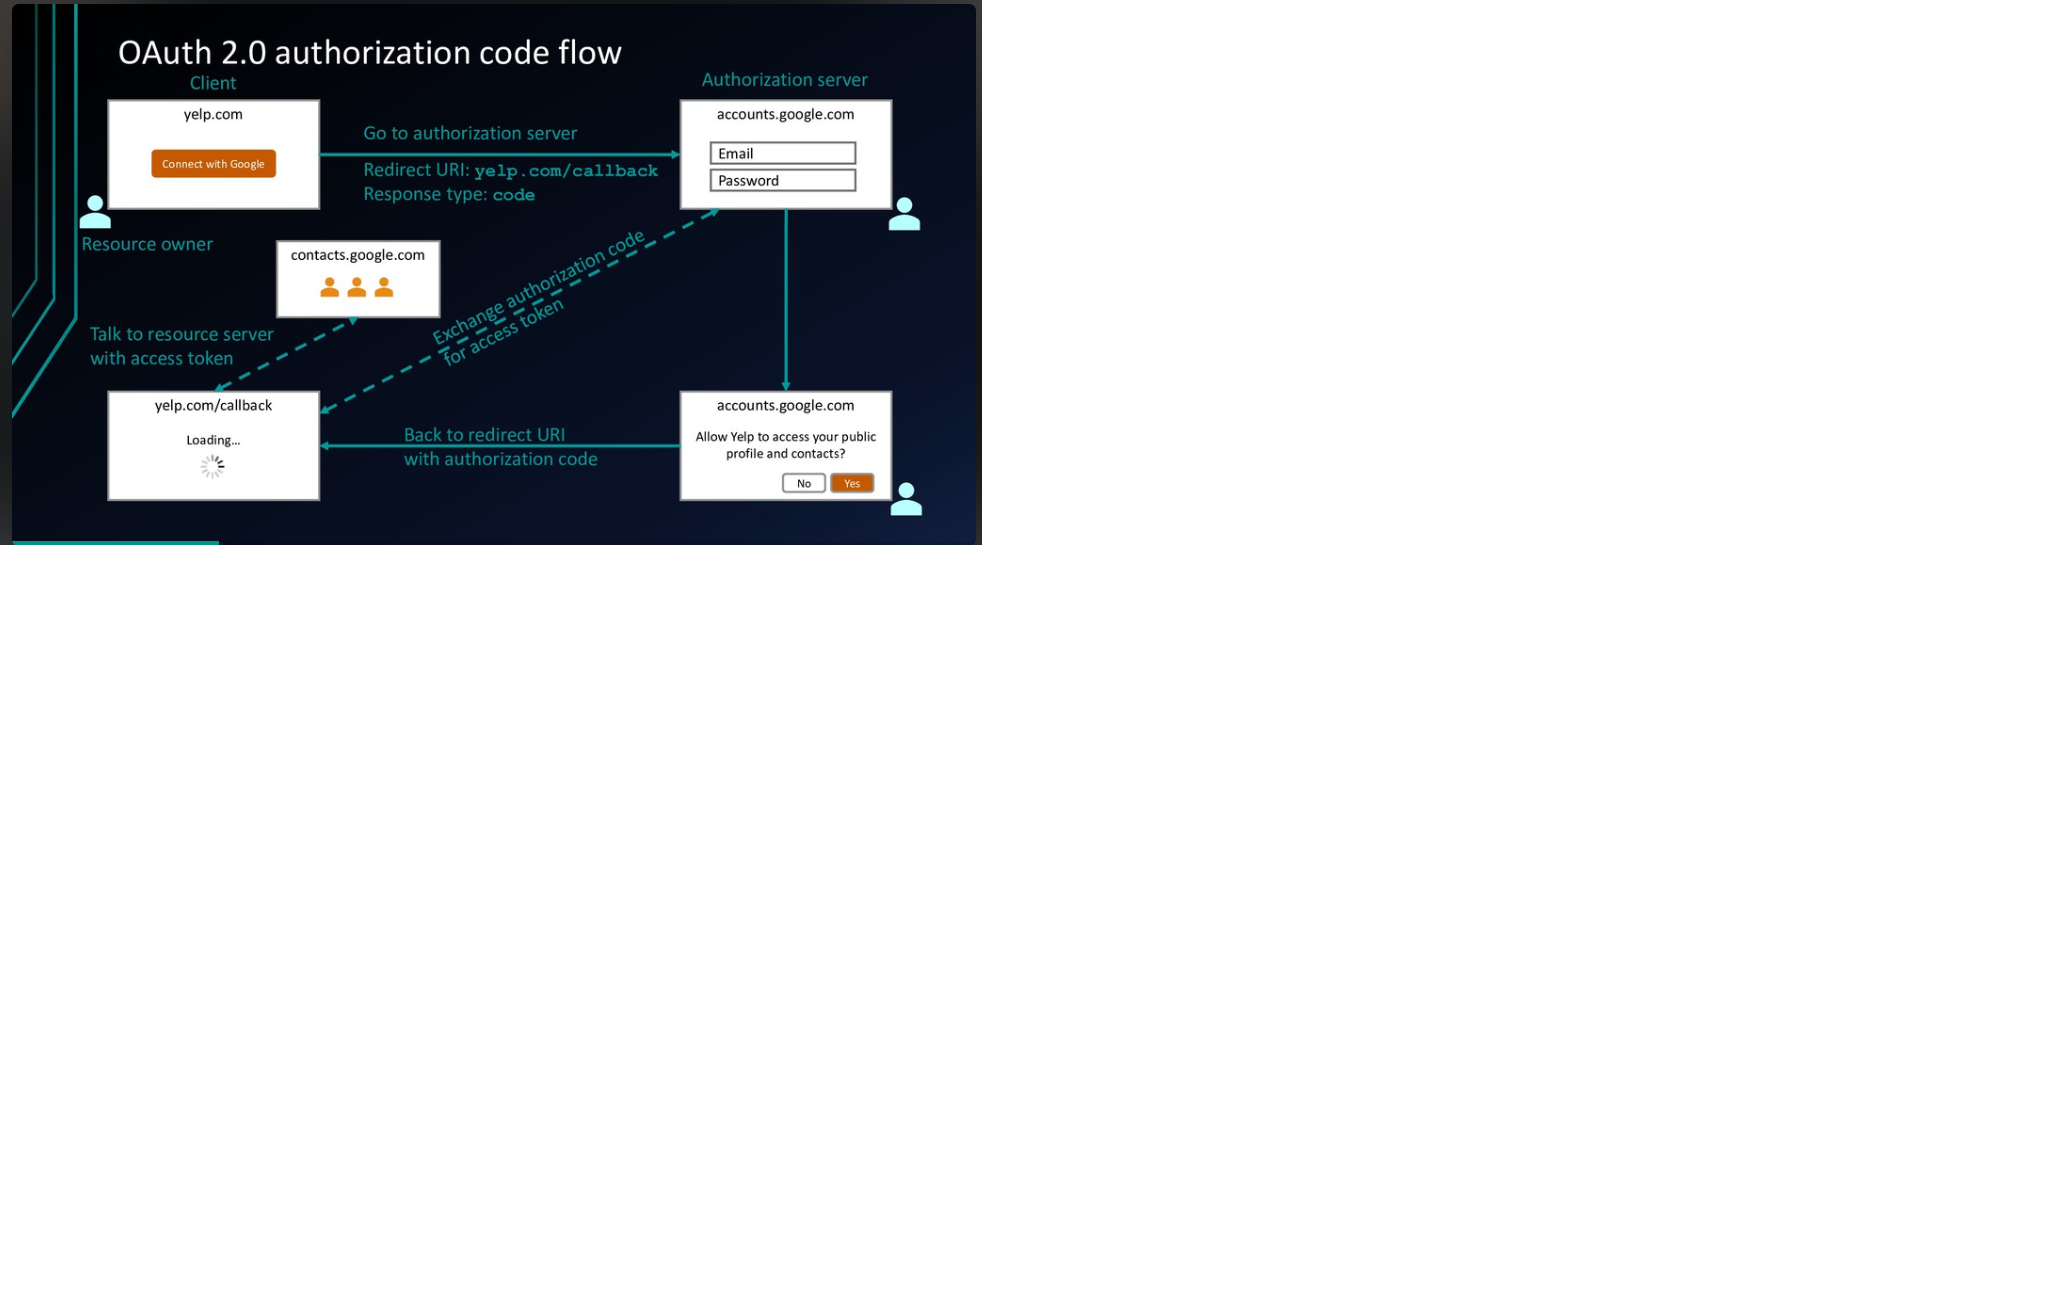 OAuth 2.0 authorization code flow
Client
Authorization server
yelp.com
Connect with Google
Go to authorization server
Redirect URI: yelp.com/callback
Response type: code
accounts.google.com
Email
Password
Resource owner
contacts.google.com
Exchange authorization code
for access token
Talk to resource server
with access token
yelp.com/callback
Loading...
Back to redirect URI
with authorization code
accounts.google.com
Allow Yelp to access your public
profile and contacts?
No
Yes